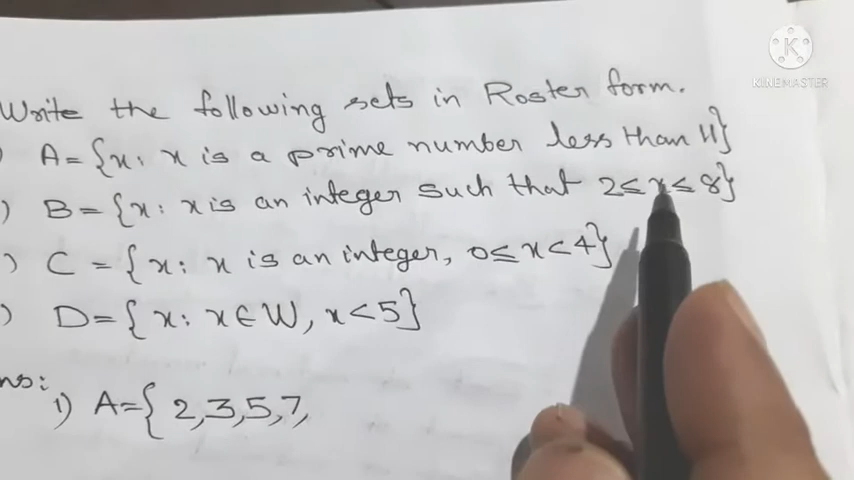 K
KINEMASTER
Write the following sets in Roster form.
) A={x: x is a prime number less than 11}
) B={x: x is an integer such that 2≤x≤8}
) C={x: x is an integer, 0≤x<4}
) D={x: x∈W, x<5}
ns:
1) A={2,3,5,7,